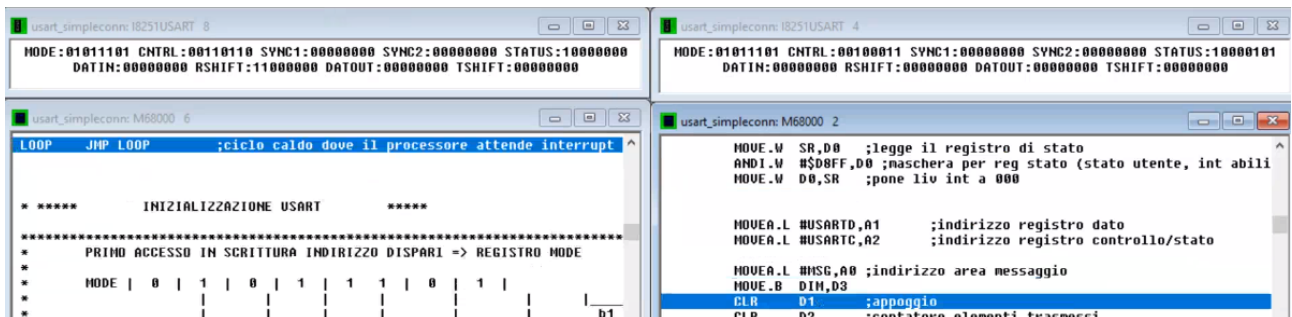 usart_simpleconn: I8251USART 8
MODE:01011101 CNTRL:00110110 SYNC1:00000000 SYNC2:00000000 STATUS:10000000
DATIN:00000000 RSHIFT:11000000 DATOUT:00000000 TSHIFT:00000000
usart_simpleconn: I8251USART 4
MODE:01011101 CNTRL:00100011 SYNC1:00000000 SYNC2:00000000 STATUS:10000101
DATIN:00000000 RSHIFT:00000000 DATOUT:00000000 TSHIFT:00000000
usart_simpleconn: M68000 6
LOOP JMP LOOP ;ciclo caldo dove il processore attende interrupt
* ***** INIZIALIZZAZIONE USART *****
***************************************************************************
* PRIMO ACCESSO IN SCRITTURA INDIRIZZO DISPARI => REGISTRO MODE
*
* MODE | 0 | 1 | 0 | 1 | 1 | 1 | 0 | 1 |
* | | | | | | |____
* | | | | | | b1
usart_simpleconn: M68000 2
MOVE.W SR,D0 ;legge il registro di stato
ANDI.W #$D8FF,D0 ;maschera per reg stato (stato utente, int abili
MOVE.W D0,SR ;pone liv int a 000
MOVEA.L #USARTD,A1 ;indirizzo registro dato
MOVEA.L #USARTC,A2 ;indirizzo registro controllo/stato
MOVEA.L #MSG,A0 ;indirizzo area messaggio
MOVE.B DIM,D3
CLR D1 ;appoggio
CLR D2 ;contatore elementi trasmessi